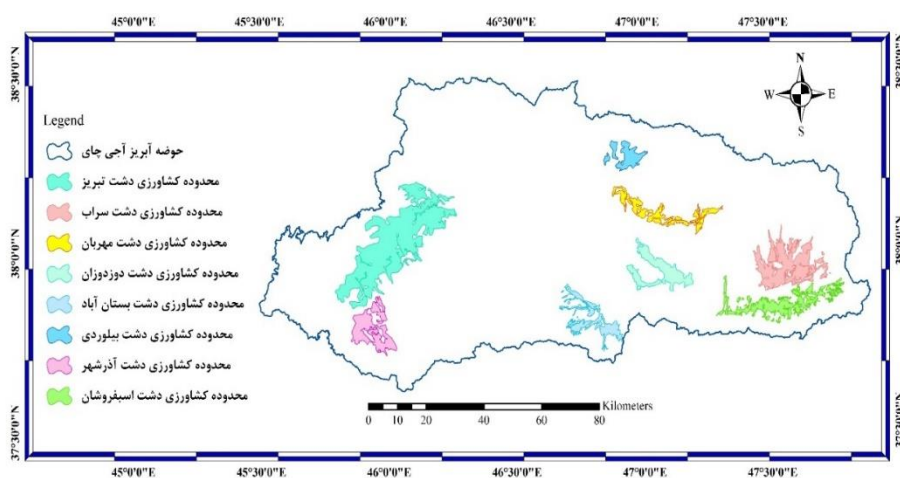 45°0'0"E 45°30'0"E 46°0'0"E 46°30'0"E 47°0'0"E 47°30'0"E
38°30'0"N
38°0'0"N
37°30'0"N
N
W E
S
Legend
حوضه آبریز آجی چای
محدوده کشاورزی دشت تبریز
محدوده کشاورزی دشت سراب
محدوده کشاورزی دشت مهربان
محدوده کشاورزی دشت دوزدوزان
محدوده کشاورزی دشت بستان آباد
محدوده کشاورزی دشت بیلوردی
محدوده کشاورزی دشت آذرشهر
محدوده کشاورزی دشت اسبفروشان
Kilometers
0 10 20 40 60 80
45°0'0"E 45°30'0"E 46°0'0"E 46°30'0"E 47°0'0"E 47°30'0"E